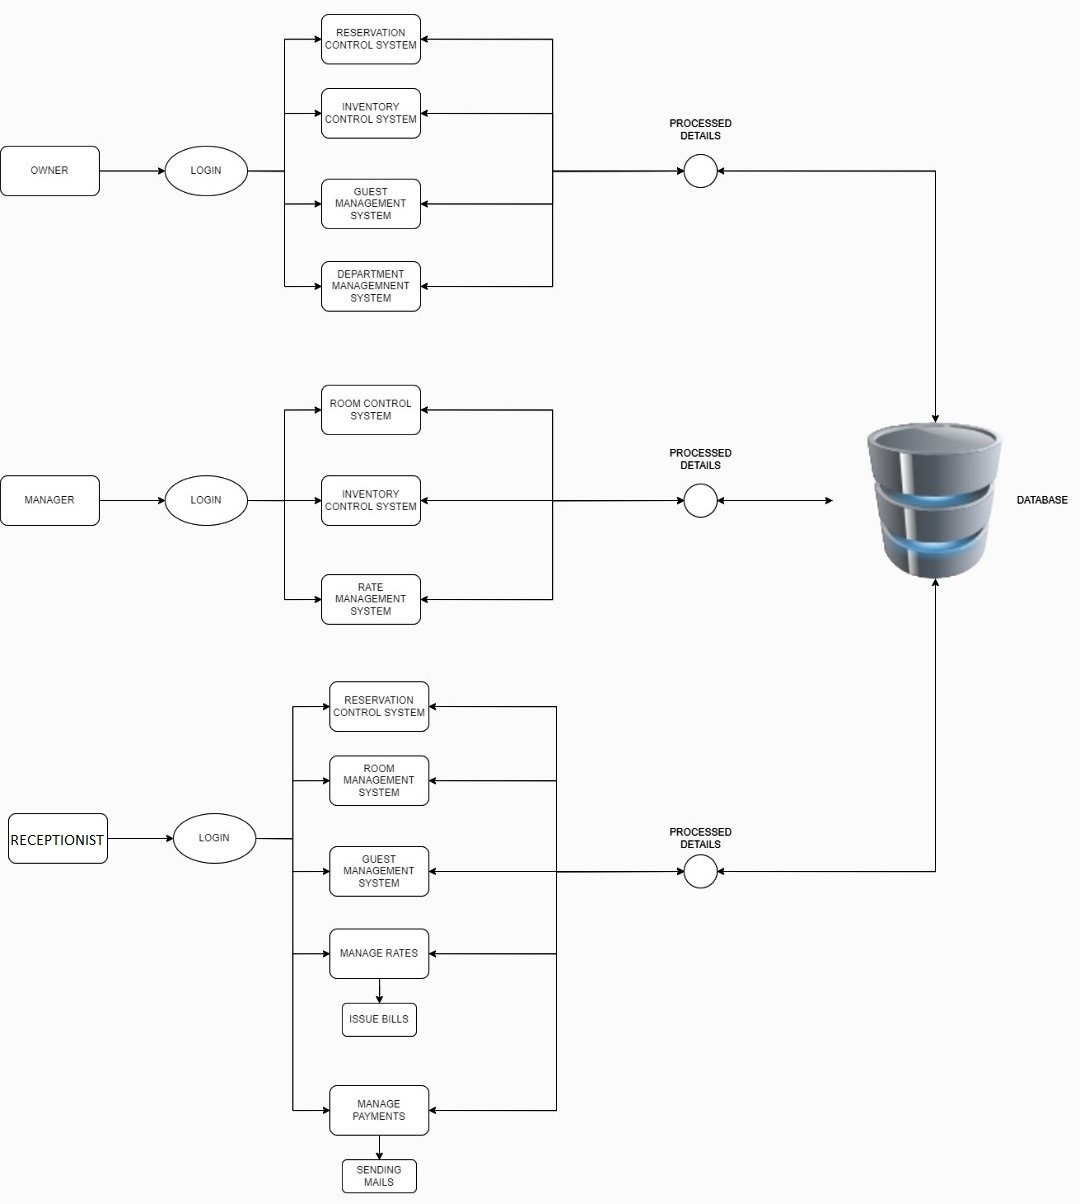 RESERVATION
CONTROL SYSTEM
INVENTORY
CONTROL SYSTEM
PROCESSED
DETAILS
OWNER
LOGIN
GUEST
MANAGEMENT
SYSTEM
DEPARTMENT
MANAGEMNENT
SYSTEM
ROOM CONTROL
SYSTEM
PROCESSED
DETAILS
MANAGER
LOGIN
INVENTORY
CONTROL SYSTEM
DATABASE
RATE
MANAGEMENT
SYSTEM
RESERVATION
CONTROL SYSTEM
ROOM
MANAGEMENT
SYSTEM
RECEPTIONIST
LOGIN
PROCESSED
DETAILS
GUEST
MANAGEMENT
SYSTEM
MANAGE RATES
ISSUE BILLS
MANAGE
PAYMENTS
SENDING
MAILS